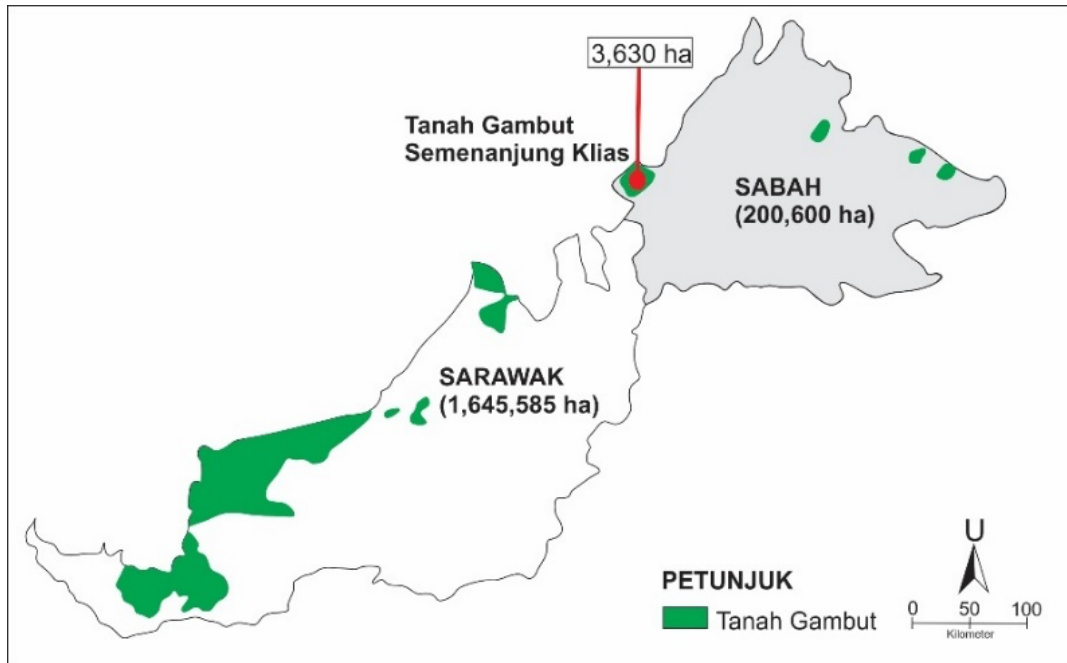 3,630 ha
Tanah Gambut
Semenanjung Klias
SABAH
(200,600 ha)
SARAWAK
(1,645,585 ha)
U
PETUNJUK
Tanah Gambut
0 50 100
Kilometer